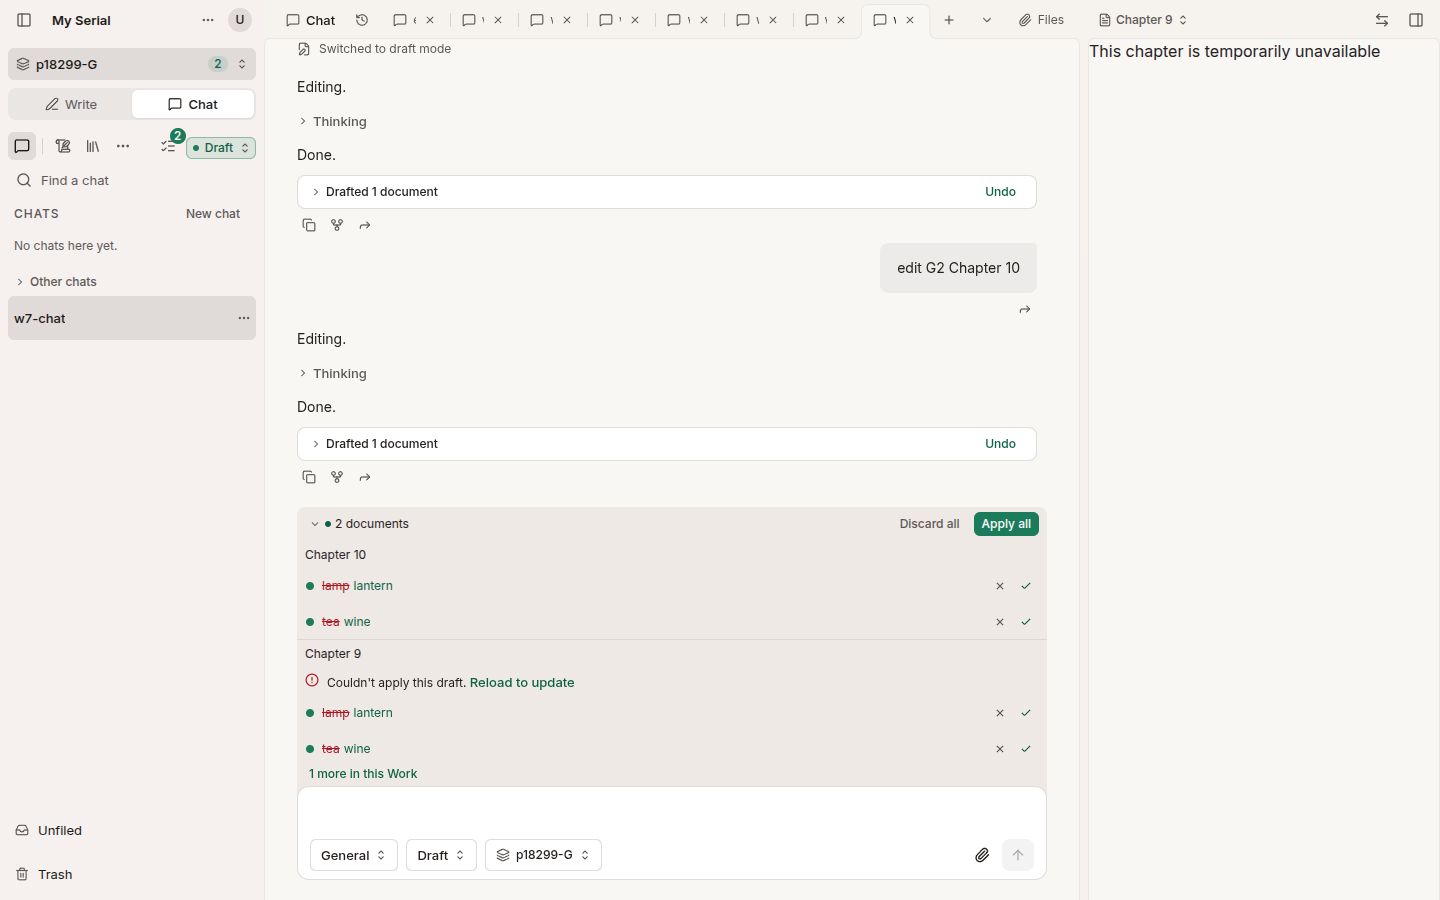 My Serial
U
p18299-G
2
Write
Chat
2
Draft
Find a chat
CHATS
New chat
No chats here yet.
Other chats
w7-chat
Unfiled
Trash
Chat
Files
Chapter 9
Switched to draft mode
Editing.
Thinking
Done.
Drafted 1 document
Undo
edit G2 Chapter 10
Editing.
Thinking
Done.
Drafted 1 document
Undo
2 documents
Discard all
Apply all
Chapter 10
lamp lantern
tea wine
Chapter 9
Couldn't apply this draft. Reload to update
lamp lantern
tea wine
1 more in this Work
General
Draft
p18299-G
This chapter is temporarily unavailable